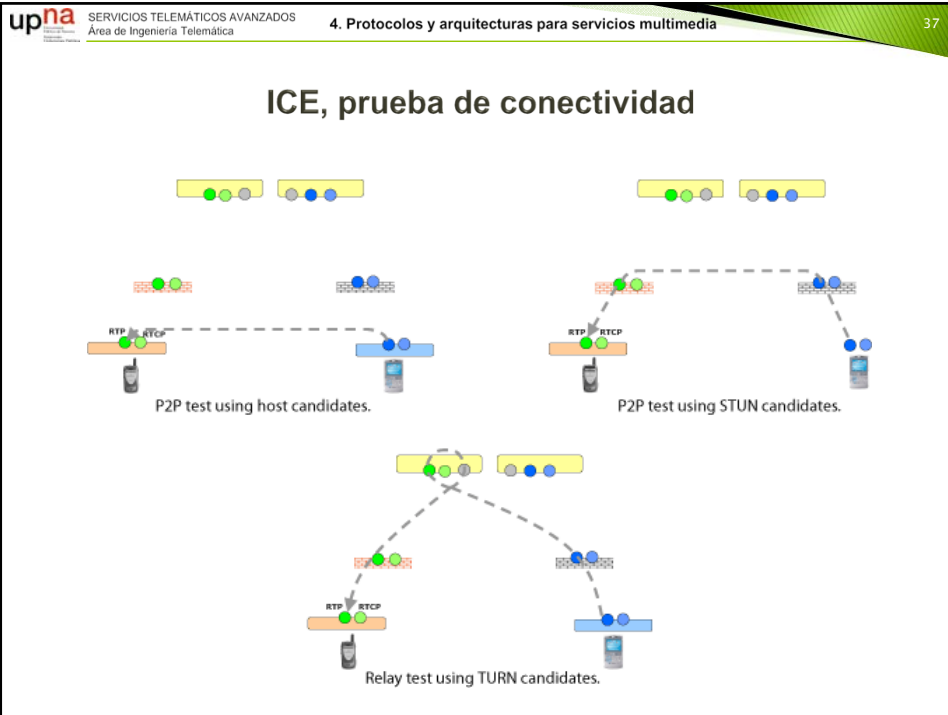 upna
SERVICIOS TELEMÁTICOS AVANZADOS
Área de Ingeniería Telemática
4. Protocolos y arquitecturas para servicios multimedia
37
ICE, prueba de conectividad
RTP RTCP
P2P test using host candidates.
RTP RTCP
P2P test using STUN candidates.
RTP RTCP
Relay test using TURN candidates.